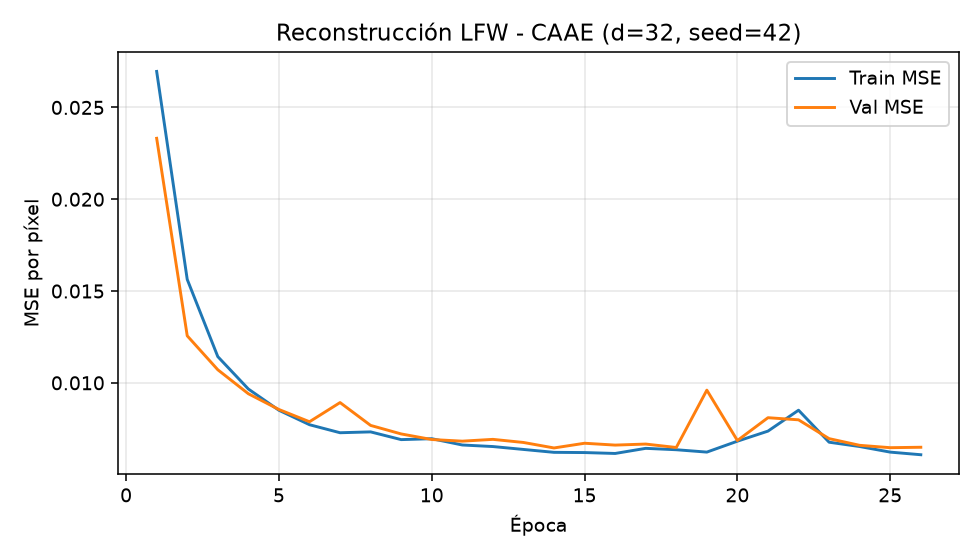 Reconstrucción LFW - CAAE (d=32, seed=42)
Train MSE
Val MSE
MSE por píxel
0.025
0.020
0.015
0.010
0 5 10 15 20 25
Época